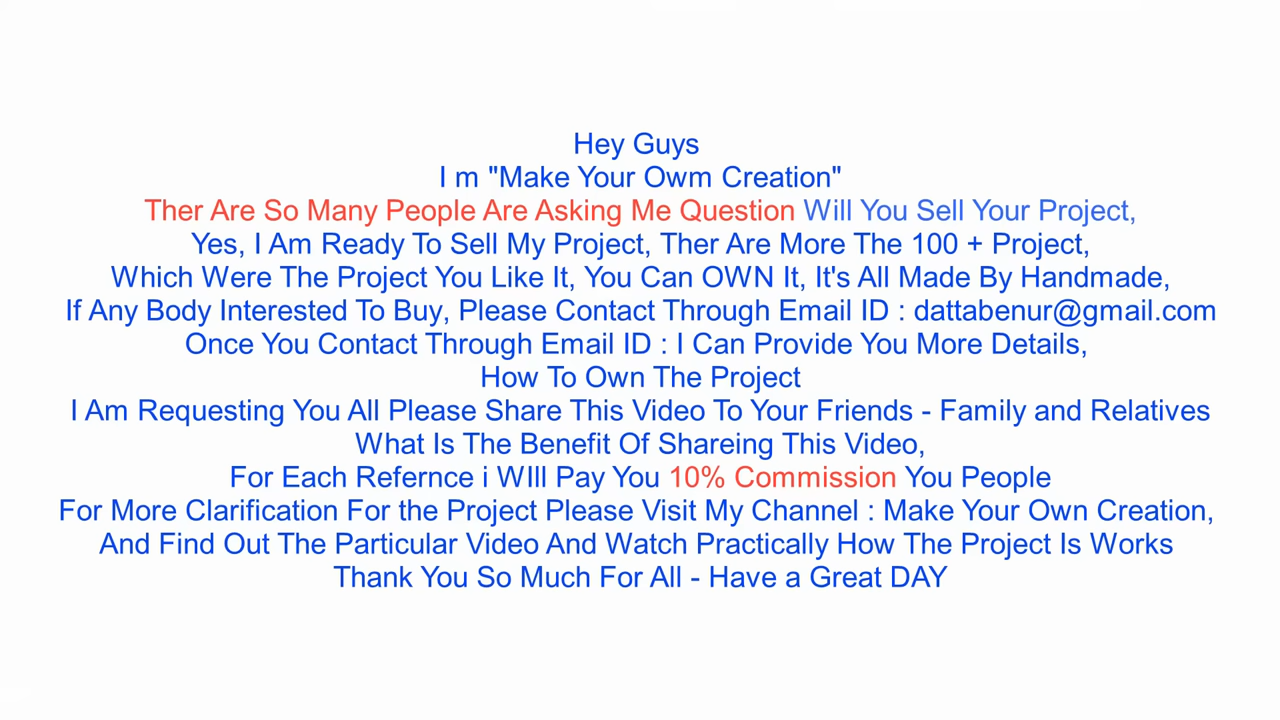 Hey Guys
I m "Make Your Owm Creation"
Ther Are So Many People Are Asking Me Question Will You Sell Your Project,
Yes, I Am Ready To Sell My Project, Ther Are More The 100 + Project,
Which Were The Project You Like It, You Can OWN It, It's All Made By Handmade,
If Any Body Interested To Buy, Please Contact Through Email ID : dattabenur@gmail.com
Once You Contact Through Email ID : I Can Provide You More Details,
How To Own The Project
I Am Requesting You All Please Share This Video To Your Friends - Family and Relatives
What Is The Benefit Of Shareing This Video,
For Each Refernce i WIll Pay You 10% Commission You People
For More Clarification For the Project Please Visit My Channel : Make Your Own Creation,
And Find Out The Particular Video And Watch Practically How The Project Is Works
Thank You So Much For All - Have a Great DAY